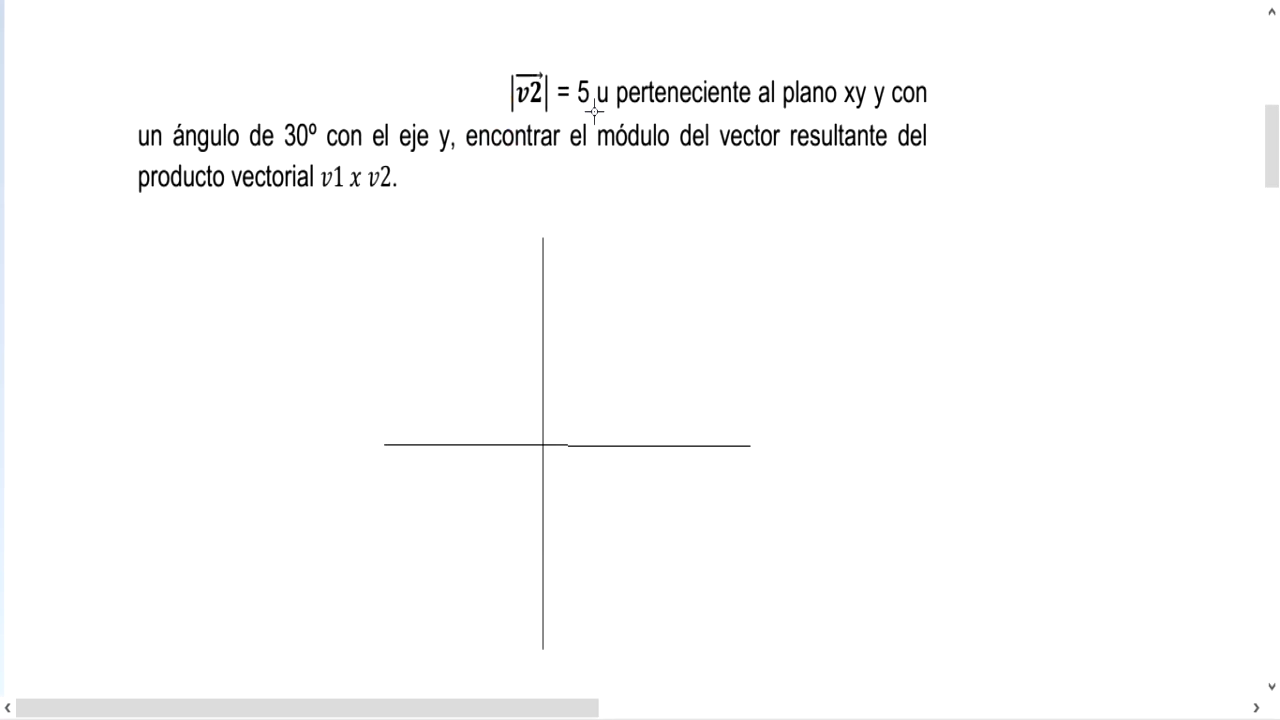 |v2| = 5 u perteneciente al plano xy y con
un ángulo de 30º con el eje y, encontrar el módulo del vector resultante del
producto vectorial v1 x v2.